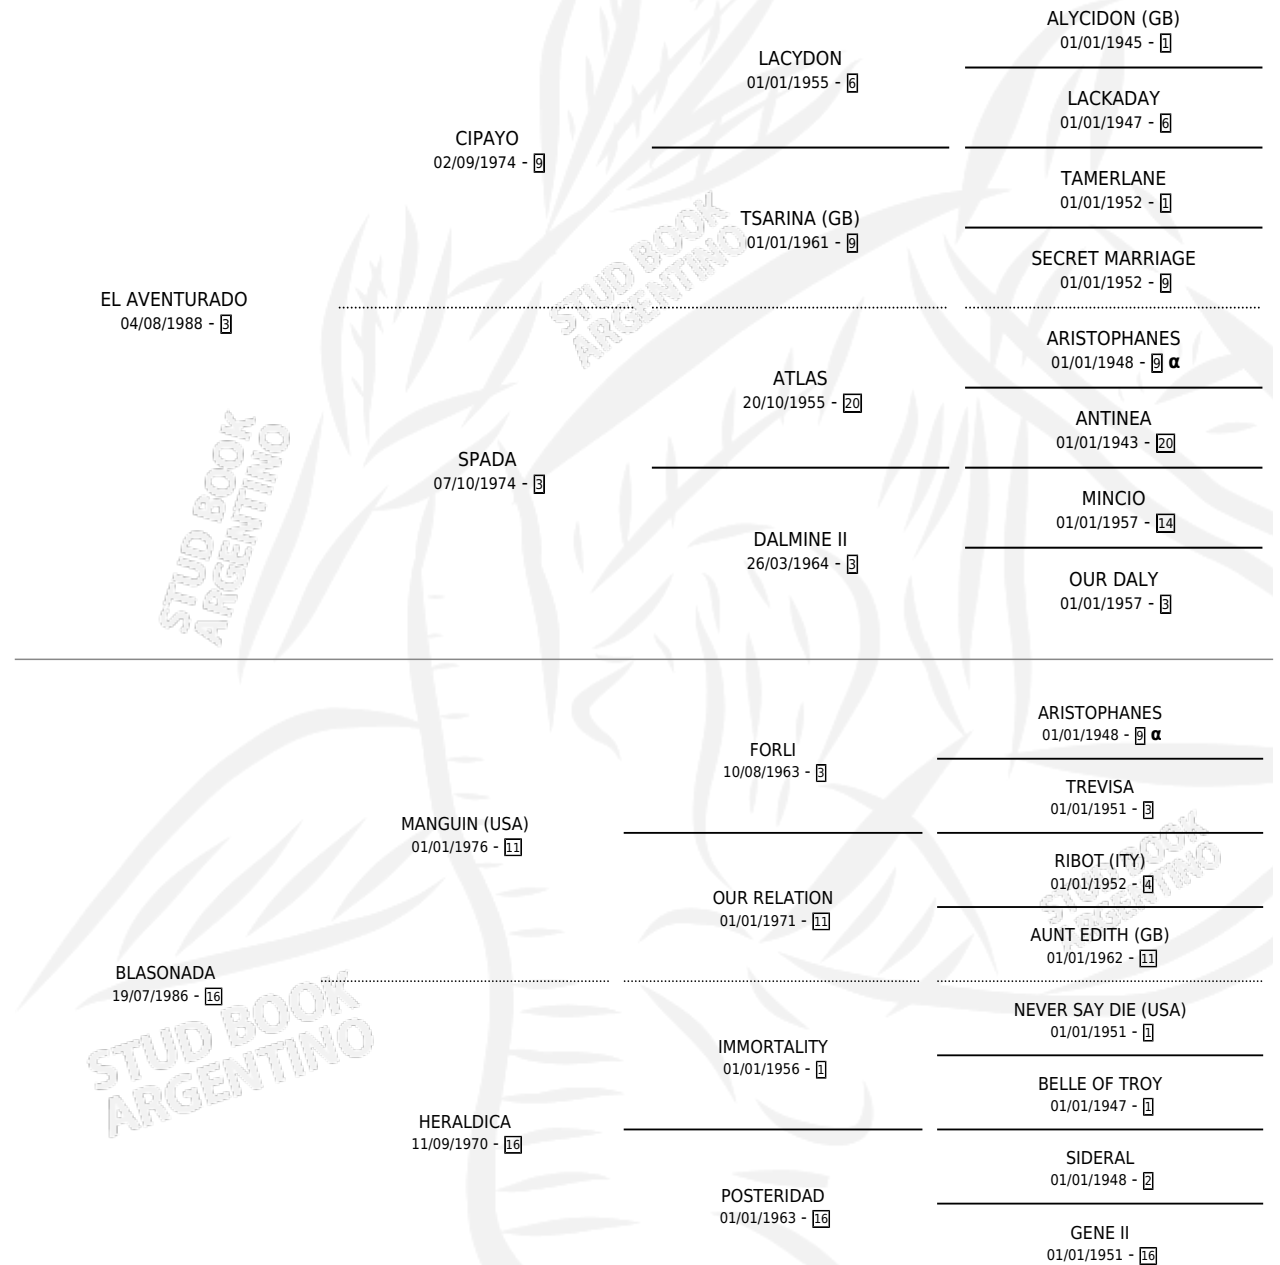 ALYCIDON (GB)
01/01/1945 - 1
LACYDON
01/01/1955 - 6
LACKADAY
01/01/1947 - 6
CIPAYO
02/09/1974 - 9
TAMERLANE
01/01/1952 - 1
TSARINA (GB)
01/01/1961 - 9
SECRET MARRIAGE
01/01/1952 - 9
EL AVENTURADO
04/08/1988 - 3
ARISTOPHANES
01/01/1948 - 9 α
ATLAS
20/10/1955 - 20
ANTINEA
01/01/1943 - 20
SPADA
07/10/1974 - 3
MINCIO
01/01/1957 - 14
DALMINE II
26/03/1964 - 3
OUR DALY
01/01/1957 - 3
ARISTOPHANES
01/01/1948 - 9 α
FORLI
10/08/1963 - 3
TREVISA
01/01/1951 - 3
MANGUIN (USA)
01/01/1976 - 11
RIBOT (ITY)
01/01/1952 - 4
OUR RELATION
01/01/1971 - 11
AUNT EDITH (GB)
01/01/1962 - 11
BLASONADA
19/07/1986 - 16
NEVER SAY DIE (USA)
01/01/1951 - 1
IMMORTALITY
01/01/1956 - 1
BELLE OF TROY
01/01/1947 - 1
HERALDICA
11/09/1970 - 16
SIDERAL
01/01/1948 - 2
POSTERIDAD
01/01/1963 - 16
GENE II
01/01/1951 - 16
STUD BOOK
ARGENTINO
STUD BOOK
ARGENTINO
STUD BOOK
ARGENTINO
STUD BOOK
ARGENTINO